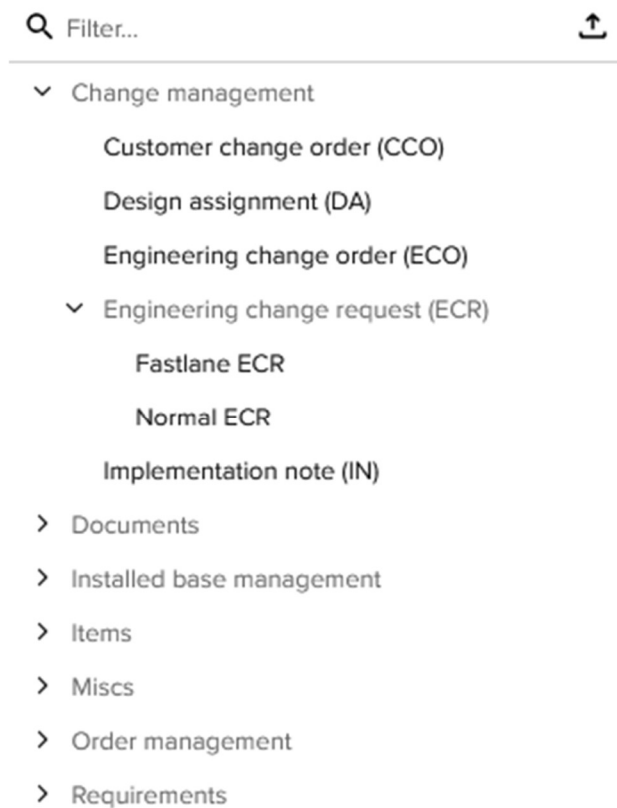 Filter...
Change management
Customer change order (CCO)
Design assignment (DA)
Engineering change order (ECO)
Engineering change request (ECR)
Fastlane ECR
Normal ECR
Implementation note (IN)
Documents
Installed base management
Items
Miscs
Order management
Requirements